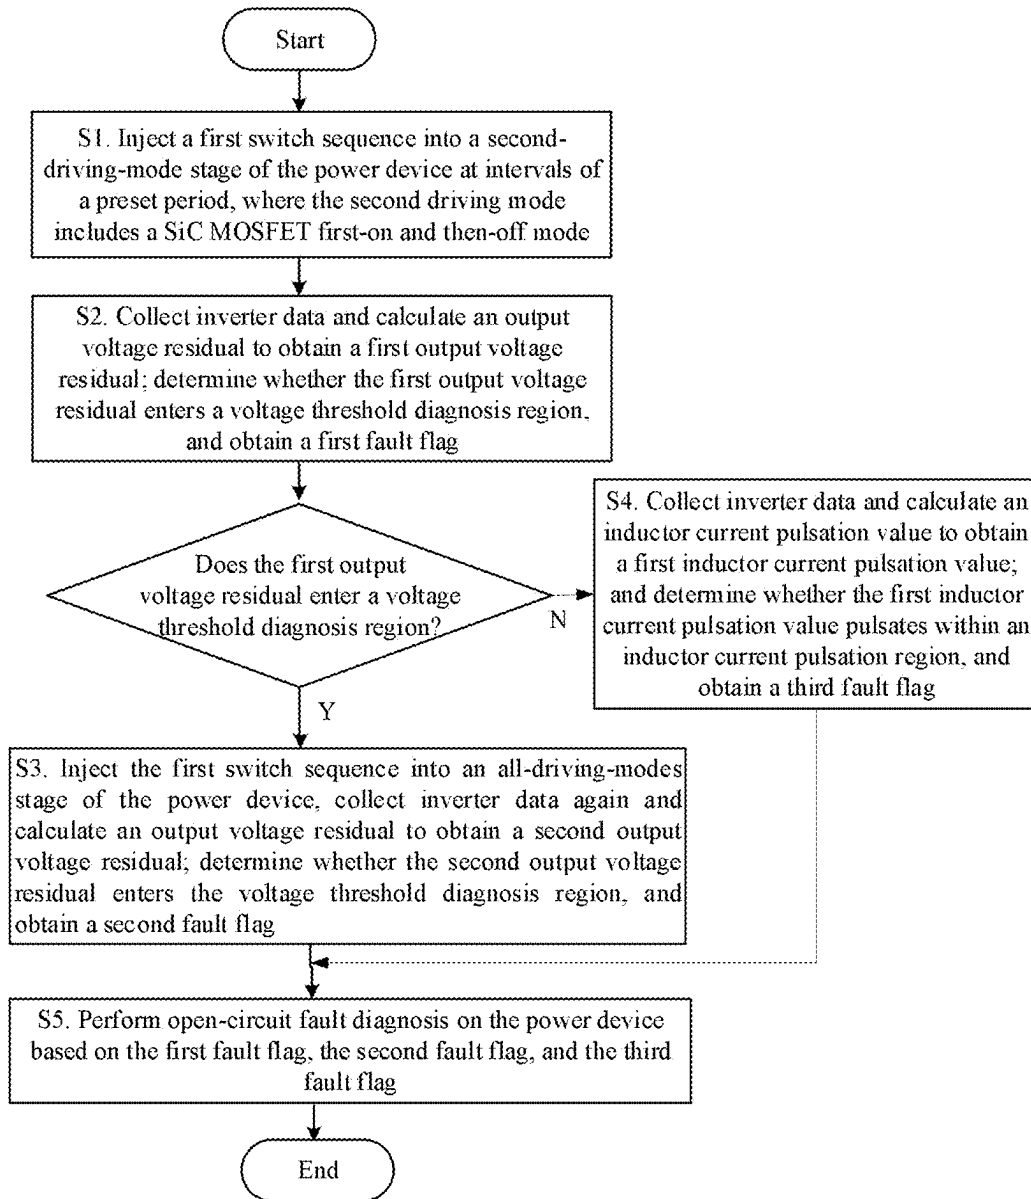 Start
S1. Inject a first switch sequence into a second-
driving-mode stage of the power device at intervals of
a preset period, where the second driving mode
includes a SiC MOSFET first-on and then-off mode
S2. Collect inverter data and calculate an output
voltage residual to obtain a first output voltage
residual; determine whether the first output voltage
residual enters a voltage threshold diagnosis region,
and obtain a first fault flag
Does the first output
voltage residual enter a voltage
threshold diagnosis region?
N
S4. Collect inverter data and calculate an
inductor current pulsation value to obtain
a first inductor current pulsation value;
and determine whether the first inductor
current pulsation value pulsates within an
inductor current pulsation region, and
obtain a third fault flag
Y
S3. Inject the first switch sequence into an all-driving-modes
stage of the power device, collect inverter data again and
calculate an output voltage residual to obtain a second output
voltage residual; determine whether the second output voltage
residual enters the voltage threshold diagnosis region, and
obtain a second fault flag
S5. Perform open-circuit fault diagnosis on the power device
based on the first fault flag, the second fault flag, and the third
fault flag
End